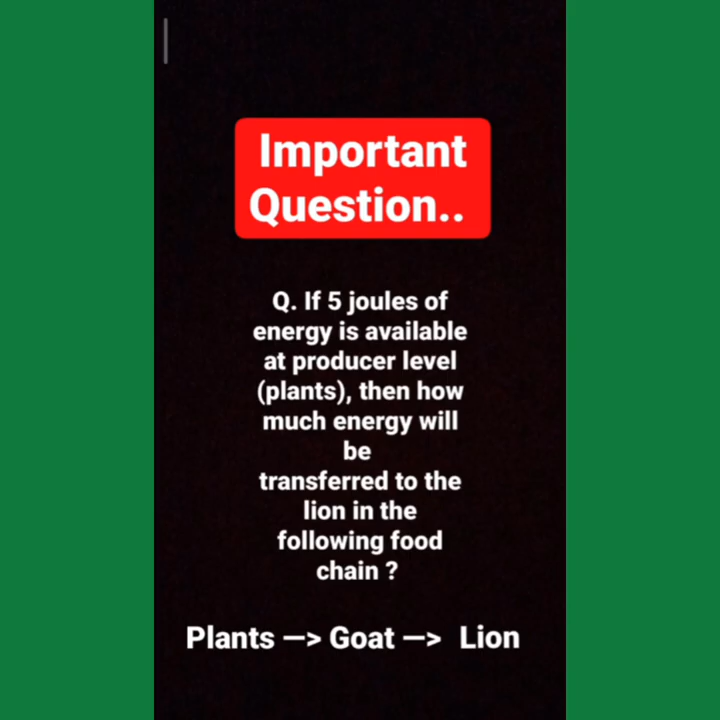 Important
Question..
Q. If 5 joules of
energy is available
at producer level
(plants), then how
much energy will
be
transferred to the
lion in the
following food
chain ?
Plants —> Goat —> Lion